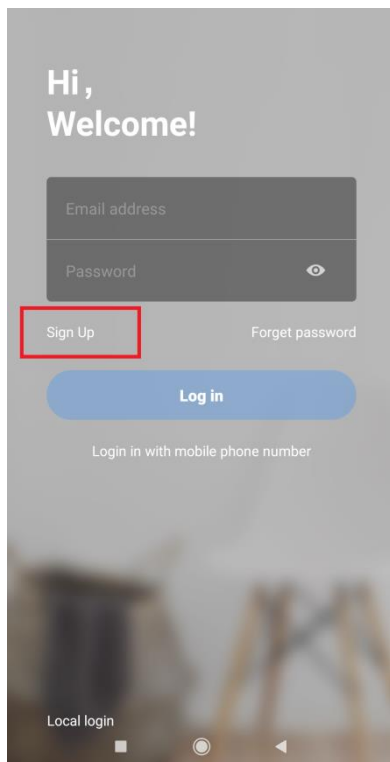 Hi,
Welcome!
Email address
Password
Sign Up
Forget password
Log in
Login in with mobile phone number
Local login